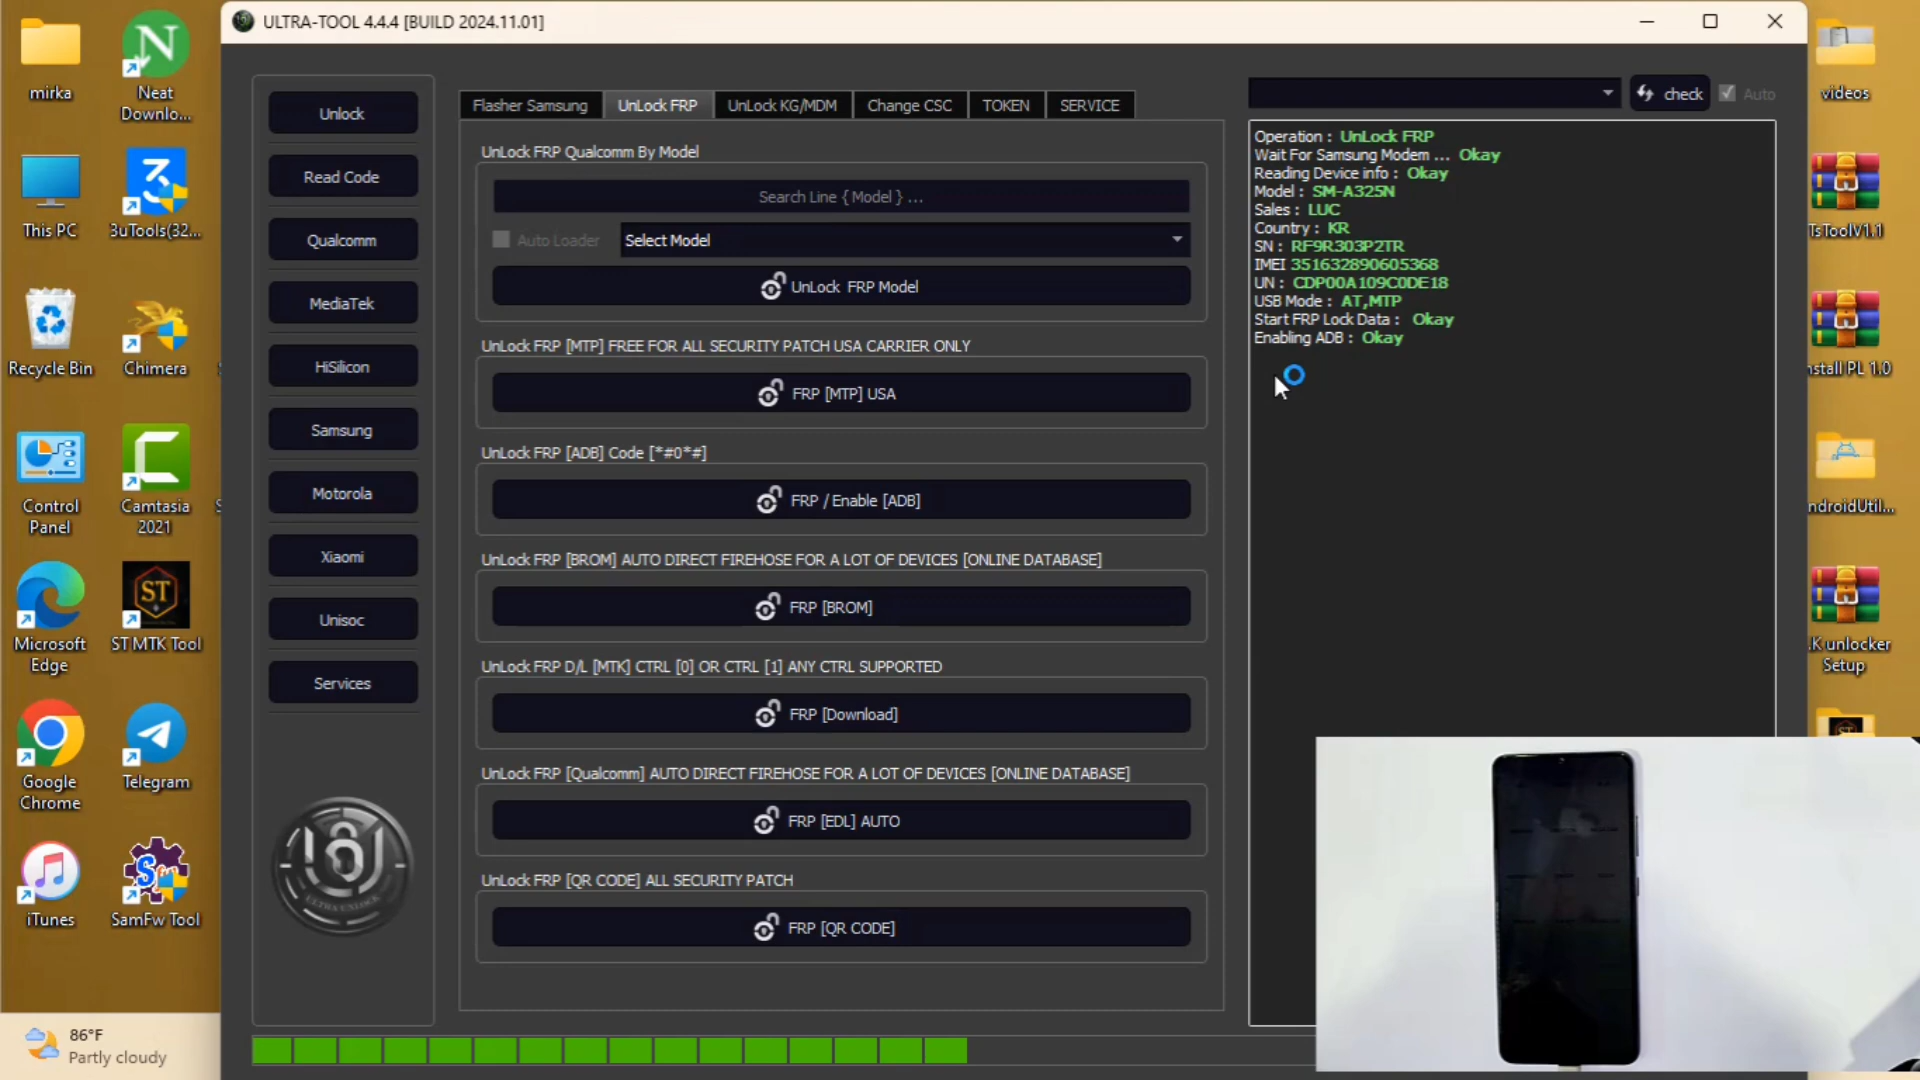 ULTRA-TOOL 4.4.4 [BUILD 2024.11.01]
mirka
Neat
Downlo...
This PC
3uTools(32...
Recycle Bin
Chimera
Control
Panel
Camtasia
2021
Microsoft
Edge
ST
ST MTK Tool
Google
Chrome
Telegram
iTunes
SamFw Tool
86°F
Partly cloudy
Unlock
Read Code
Qualcomm
MediaTek
HiSilicon
Samsung
Motorola
Xiaomi
Unisoc
Services
ULTRA UNLOCK
Flasher Samsung
UnLock FRP
UnLock KG/MDM
Change CSC
TOKEN
SERVICE
UnLock FRP Qualcomm By Model
Search Line { Model } ...
Auto Loader
Select Model
UnLock FRP Model
UnLock FRP [MTP] FREE FOR ALL SECURITY PATCH USA CARRIER ONLY
FRP [MTP] USA
UnLock FRP [ADB] Code [*#0*#]
FRP / Enable [ADB]
UnLock FRP [BROM] AUTO DIRECT FIREHOSE FOR A LOT OF DEVICES [ONLINE DATABASE]
FRP [BROM]
UnLock FRP D/L [MTK] CTRL [0] OR CTRL [1] ANY CTRL SUPPORTED
FRP [Download]
UnLock FRP [Qualcomm] AUTO DIRECT FIREHOSE FOR A LOT OF DEVICES [ONLINE DATABASE]
FRP [EDL] AUTO
UnLock FRP [QR CODE] ALL SECURITY PATCH
FRP [QR CODE]
check
Auto
Operation : UnLock FRP
Wait For Samsung Modem ... Okay
Reading Device info : Okay
Model : SM-A325N
Sales : LUC
Country : KR
SN : RF9R303P2TR
IMEI 351632890605368
UN : CDP00A109C0DE18
USB Mode : AT,MTP
Start FRP Lock Data : Okay
Enabling ADB : Okay
videos
TsToolV1.1
nstall PL 1.0
ndroidUtil...
K unlocker
Setup